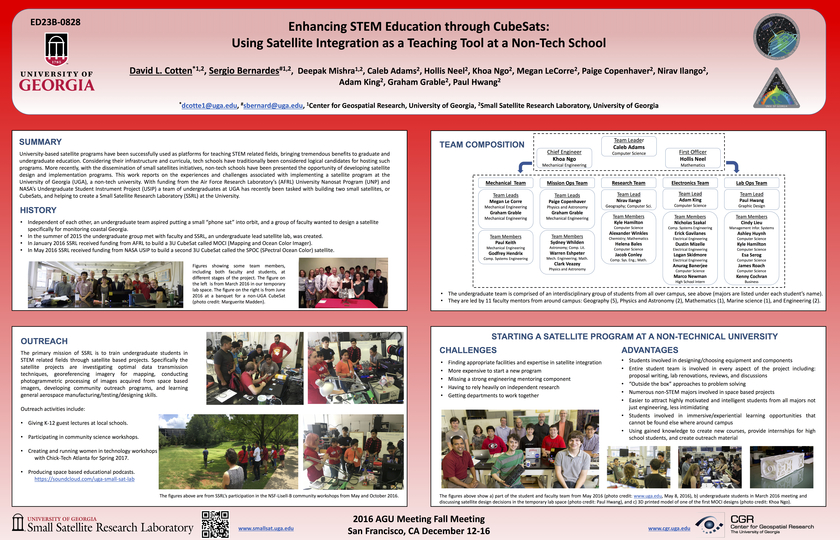 ED23B-0828
UNIVERSITY OF
GEORGIA
Enhancing STEM Education through CubeSats:
Using Satellite Integration as a Teaching Tool at a Non-Tech School
David L. Cotten*1,2, Sergio Bernardes#1,2, Deepak Mishra1,2, Caleb Adams2, Hollis Neel2, Khoa Ngo2, Megan LeCorre2, Paige Copenhaver2, Nirav Ilango2,
Adam King2, Graham Grable2, Paul Hwang2
*dcotte1@uga.edu, #sbernard@uga.edu, 1Center for Geospatial Research, University of Georgia, 2Small Satellite Research Laboratory, University of Georgia
SUMMARY
University-based satellite programs have been successfully used as platforms for teaching STEM related fields, bringing tremendous benefits to graduate and
undergraduate education. Considering their infrastructure and curricula, tech schools have traditionally been considered logical candidates for hosting such
programs. More recently, with the dissemination of small satellites initiatives, non-tech schools have been presented the opportunity of developing satellite
design and implementation programs. This work reports on the experiences and challenges associated with implementing a satellite program at the
University of Georgia (UGA), a non-tech university. With funding from the Air Force Research Laboratory's (AFRL) University Nanosat Program (UNP) and
NASA's Undergraduate Student Instrument Project (USIP) a team of undergraduates at UGA has recently been tasked with building two small satellites, or
CubeSats, and helping to create a Small Satellite Research Laboratory (SSRL) at the University.
HISTORY
• Independent of each other, an undergraduate team aspired putting a small "phone sat" into orbit, and a group of faculty wanted to design a satellite
specifically for monitoring coastal Georgia.
• In the summer of 2015 the undergraduate group met with faculty and SSRL, an undergraduate lead satellite lab, was created.
• In January 2016 SSRL received funding from AFRL to build a 3U CubeSat called MOCI (Mapping and Ocean Color Imager).
• In May 2016 SSRL received funding from NASA USIP to build a second 3U CubeSat called the SPOC (Spectral Ocean Color) satellite.
Figures showing some team members,
including both faculty and students, at
different stages of the project. The figure on
the left is from March 2016 in our temporary
lab space. The figure on the right is from June
2016 at a banquet for a non-UGA CubeSat
(photo credit: Marguerite Madden).
TEAM COMPOSITION
Team Leader
Caleb Adams
Computer Science
Chief Engineer
Khoa Ngo
Mechanical Engineering
First Officer
Hollis Neel
Mathematics
Mechanical Team
Team Leads
Megan Le Corre
Mechanical Engineering
Graham Grable
Mechanical Engineering
Team Members
Paul Keith
Mechanical Engineering
Godfrey Hendrix
Comp. Systems Engineering
Mission Ops Team
Team Leads
Paige Copenhaver
Physics and Astronomy
Graham Grable
Mechanical Engineering
Team Members
Sydney Whilden
Astronomy, Comp. Lit.
Warren Eshpeter
Mech. Engineering; Math.
Clark Veazey
Physics and Astronomy
Research Team
Team Lead
Nirav Ilango
Geography; Computer Sci.
Team Members
Kyle Hamilton
Computer Science
Alexander Winkles
Chemistry; Mathematics
Helena Bales
Computer Science
Jacob Conley
Comp. Sys. Eng.; Math.
Electronics Team
Team Lead
Adam King
Computer Science
Team Members
Nicholas Szakal
Computer Science
Erick Gavilanes
Electrical Engineering
Dustin Miselle
Electrical Engineering
Logan Skidmore
Electrical Engineering
Anurag Banerjee
Computer Science
Marco Newman
High School Intern
Lab Ops Team
Team Lead
Paul Hwang
Graphic Design
Team Members
Cindy Lieu
Management Infor. Systems
Ashley Huynh
Computer Science
Kyle Hamilton
Computer Science
Esa Serog
Computer Science
James Roach
Computer Science
Kenny Cochran
Business
• The undergraduate team is comprised of an interdisciplinary group of students from all over campus, see above (majors are listed under each student's name).
• They are led by 11 faculty mentors from around campus: Geography (5), Physics and Astronomy (2), Mathematics (1), Marine science (1), and Engineering (2).
OUTREACH
The primary mission of SSRL is to train undergraduate students in
STEM related fields through satellite based projects. Specifically the
satellite projects are investigating optimal data transmission
techniques, georeferencing imagery for mapping, conducting
photogrammetric processing of images acquired from space based
images, developing community outreach programs, and learning
general aerospace manufacturing/testing/designing skills.
Outreach activities include:
• Giving K-12 guest lectures at local schools.
• Participating in community science workshops.
• Creating and running women in technology workshops
with Chick-Tech Atlanta for Spring 2017.
• Producing space based educational podcasts.
https://soundcloud.com/uga-small-sat-lab
The figures above are from SSRL's participation in the NSF-iJselI-B community workshops from May and October 2016.
STARTING A SATELLITE PROGRAM AT A NON-TECHNICAL UNIVERSITY
CHALLENGES
• Finding appropriate facilities and expertise in satellite integration
• More expensive to start a new program
• Missing a strong engineering mentoring component
• Having to rely heavily on independent research
• Getting departments to work together
ADVANTAGES
• Students involved in designing/choosing equipment and components
• Entire student team is involved in every aspect of the project including:
proposal writing, lab renovations, reviews, and discussions
• "Outside the box" approaches to problem solving
• Numerous non-STEM majors involved in space based projects
• Easier to attract highly motivated and intelligent students from all majors not
just engineering, less intimidating
• Students involved in immersive/experiential learning opportunities that
cannot be found else where around campus
• Using gained knowledge to create new courses, provide internships for high
school students, and create outreach material
The figures above show a) part of the student and faculty team from May 2016 (photo credit: www.uga.edu, May 8, 2016), b) undergraduate students in March 2016 meeting and
discussing satellite design decisions in the temporary lab space (photo credit: Paul Hwang), and c) 3D printed model of one of the first MOCI designs (photo credit: Khoa Ngo).
UNIVERSITY OF GEORGIA
Small Satellite Research Laboratory
www.smallsat.uga.edu
2016 AGU Meeting Fall Meeting
San Francisco, CA December 12-16
www.cgr.uga.edu
CGR
Center for Geospatial Research
The University of Georgia